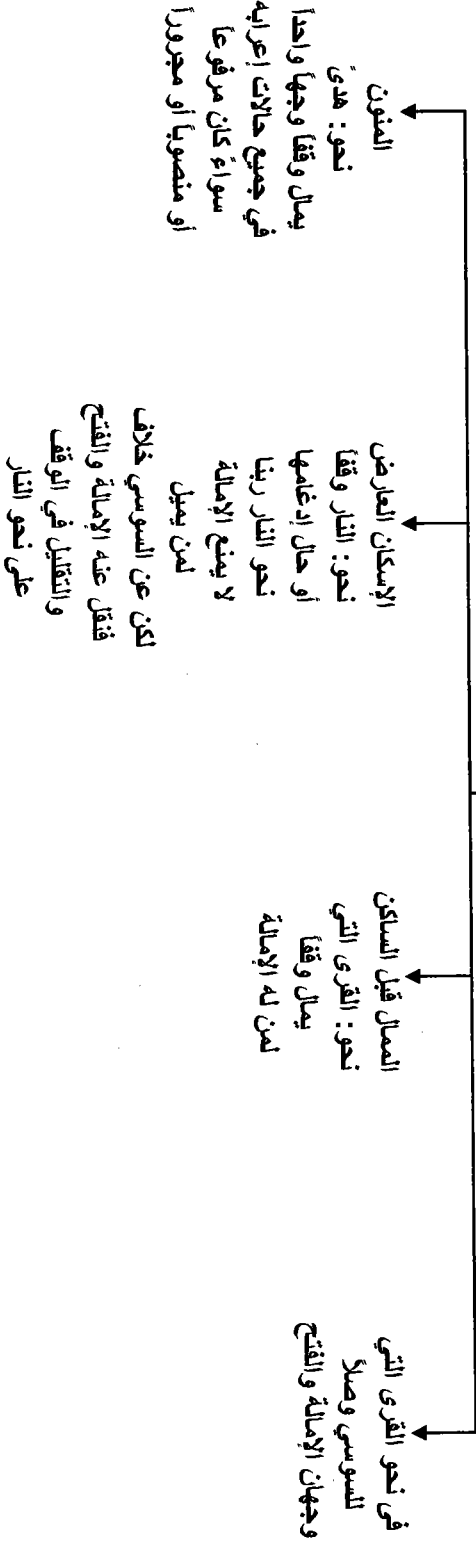 في نحو القرى التي
للسوسي وصلاً
وجهان الإمالة والفتح
الممال قبل الساكن
نحو: القرى التي
يمال وقفاً
لمن له الإمالة
الإسكان العارض
نحو: النار وقفاً
أو حال إدغامها
نحو النار ربنا
لا يمنع الإمالة
لمن يميل
لكن عن السوسي خلاف
فنقل عنه الإمالة والفتح
والتقليل في الوقف
على نحو النار
المنون
نحو: هدىً
يمال وقفاً وجهاً واحداً
في جميع حالات إعرابه
سواءً كان مرفوعاً
أو منصوباً أو مجروراً